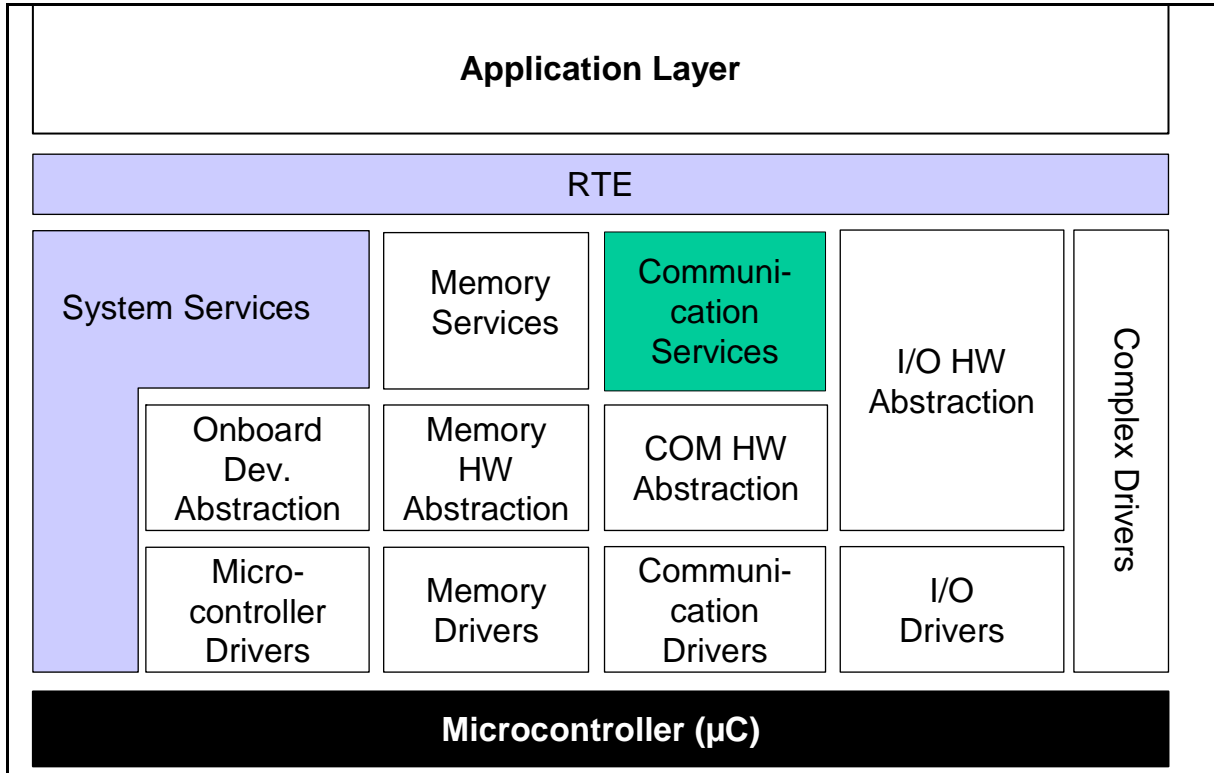 Application Layer
RTE
System Services
Memory
Services
Communi-
cation
Services
I/O HW
Abstraction
Complex Drivers
Onboard
Dev.
Abstraction
Memory
HW
Abstraction
COM HW
Abstraction
Micro-
controller
Drivers
Memory
Drivers
Communi-
cation
Drivers
I/O
Drivers
Microcontroller (µC)